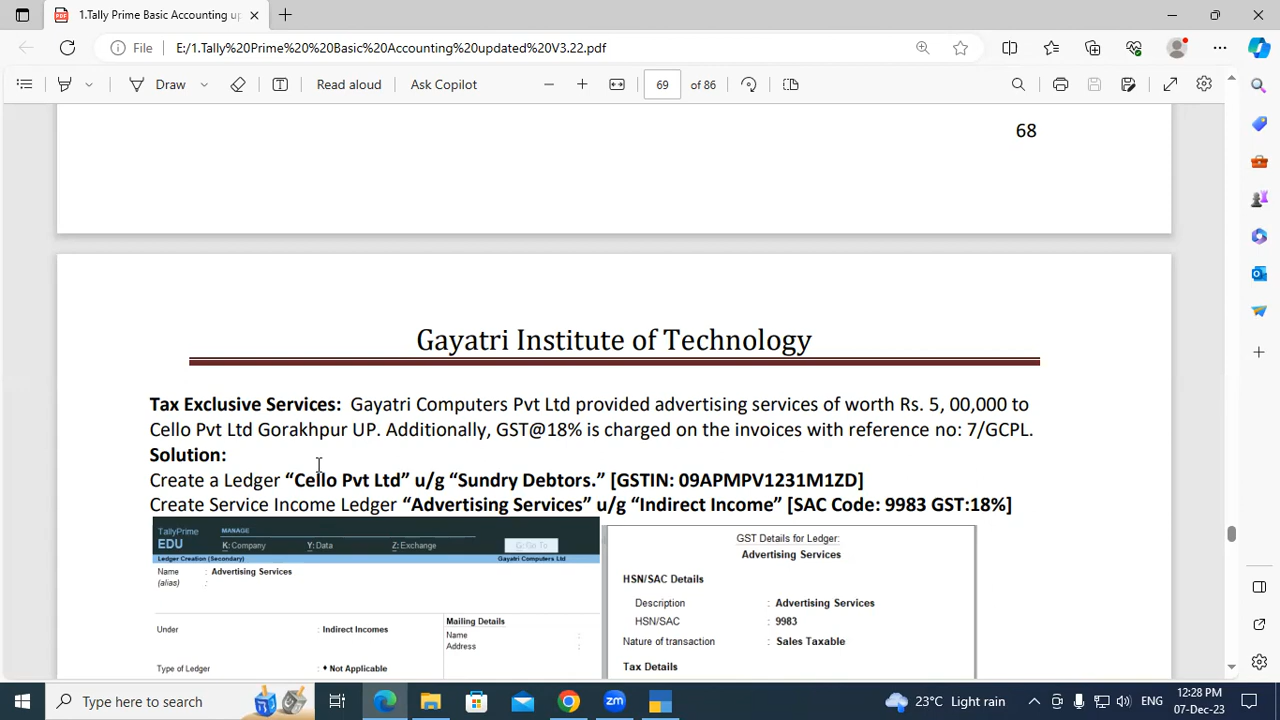 1.Tally Prime Basic Accounting up
File
E:/1.Tally%20Prime%20%20Basic%20Accounting%20updated%20V3.22.pdf
Draw
Read aloud
Ask Copilot
69
of 86
68
Gayatri Institute of Technology
Tax Exclusive Services: Gayatri Computers Pvt Ltd provided advertising services of worth Rs. 5, 00,000 to
Cello Pvt Ltd Gorakhpur UP. Additionally, GST@18% is charged on the invoices with reference no: 7/GCPL.
Solution:
Create a Ledger “Cello Pvt Ltd” u/g “Sundry Debtors.” [GSTIN: 09APMPV1231M1ZD]
Create Service Income Ledger “Advertising Services” u/g “Indirect Income” [SAC Code: 9983 GST:18%]
TallyPrime
EDU
MANAGE
K: Company
Y: Data
Z: Exchange
G: Go To
Ledger Creation (Secondary)
Gayatri Computers Ltd
Name : Advertising Services
(alias) :
Under : Indirect Incomes
Type of Ledger : ♦ Not Applicable
Mailing Details
Name :
Address :
GST Details for Ledger:
Advertising Services
HSN/SAC Details
Description : Advertising Services
HSN/SAC : 9983
Nature of transaction : Sales Taxable
Tax Details
Type here to search
23°C Light rain
ENG
12:28 PM
07-Dec-23